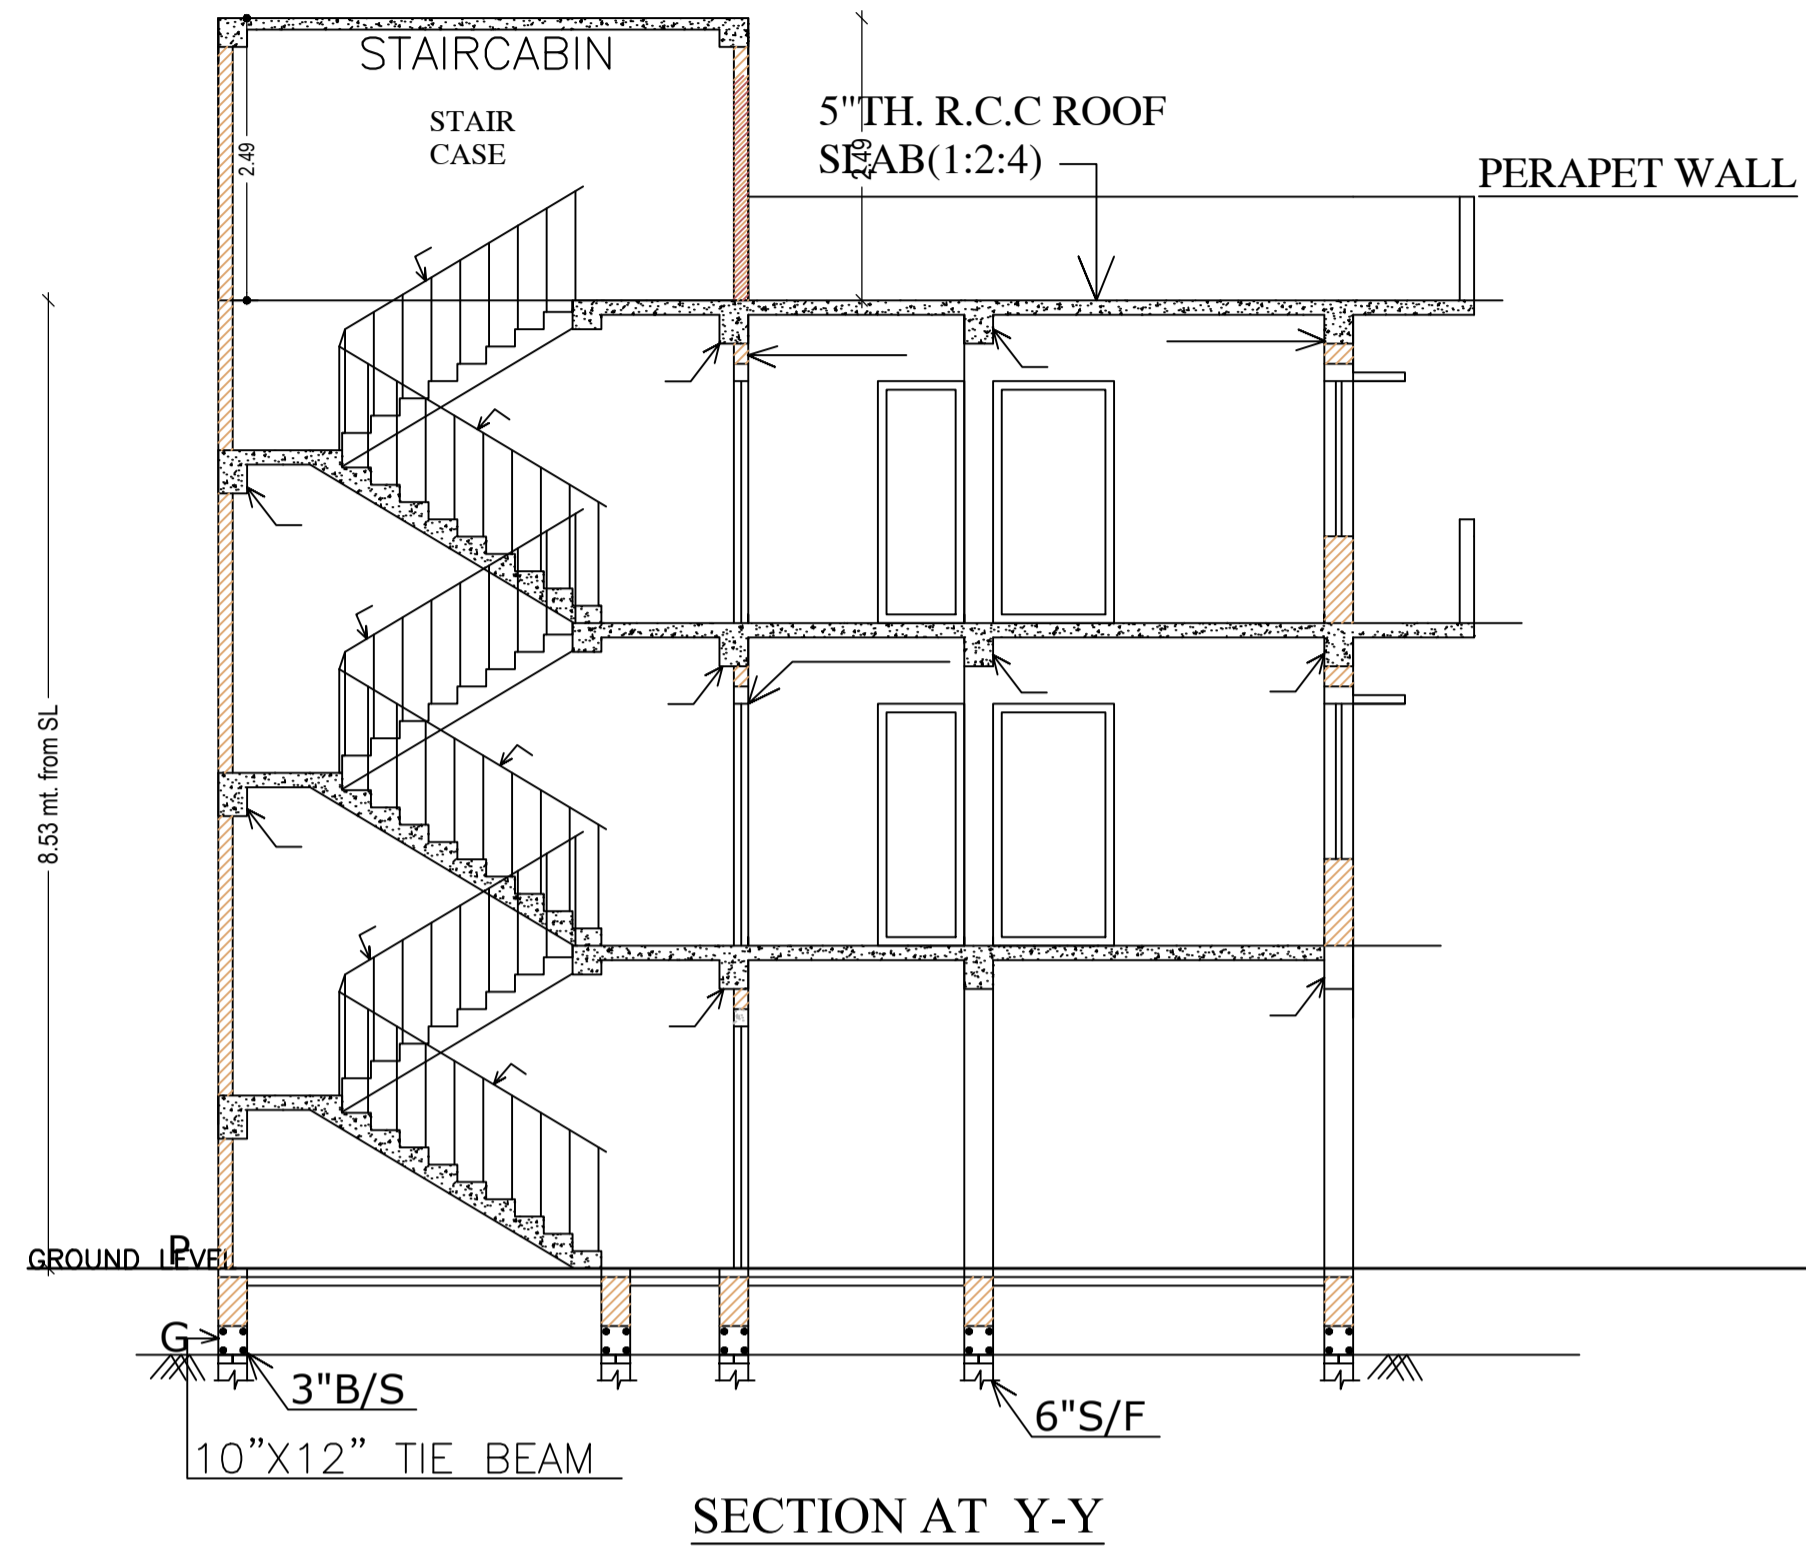 STAIRCABIN
STAIR
CASE
2.49
2.49
5"TH. R.C.C ROOF
SLAB(1:2:4)
PERAPET WALL
8.53 mt. from SL
P
GROUND LEVEL
G
3"B/S
6"S/F
10"X12" TIE BEAM
SECTION AT Y-Y